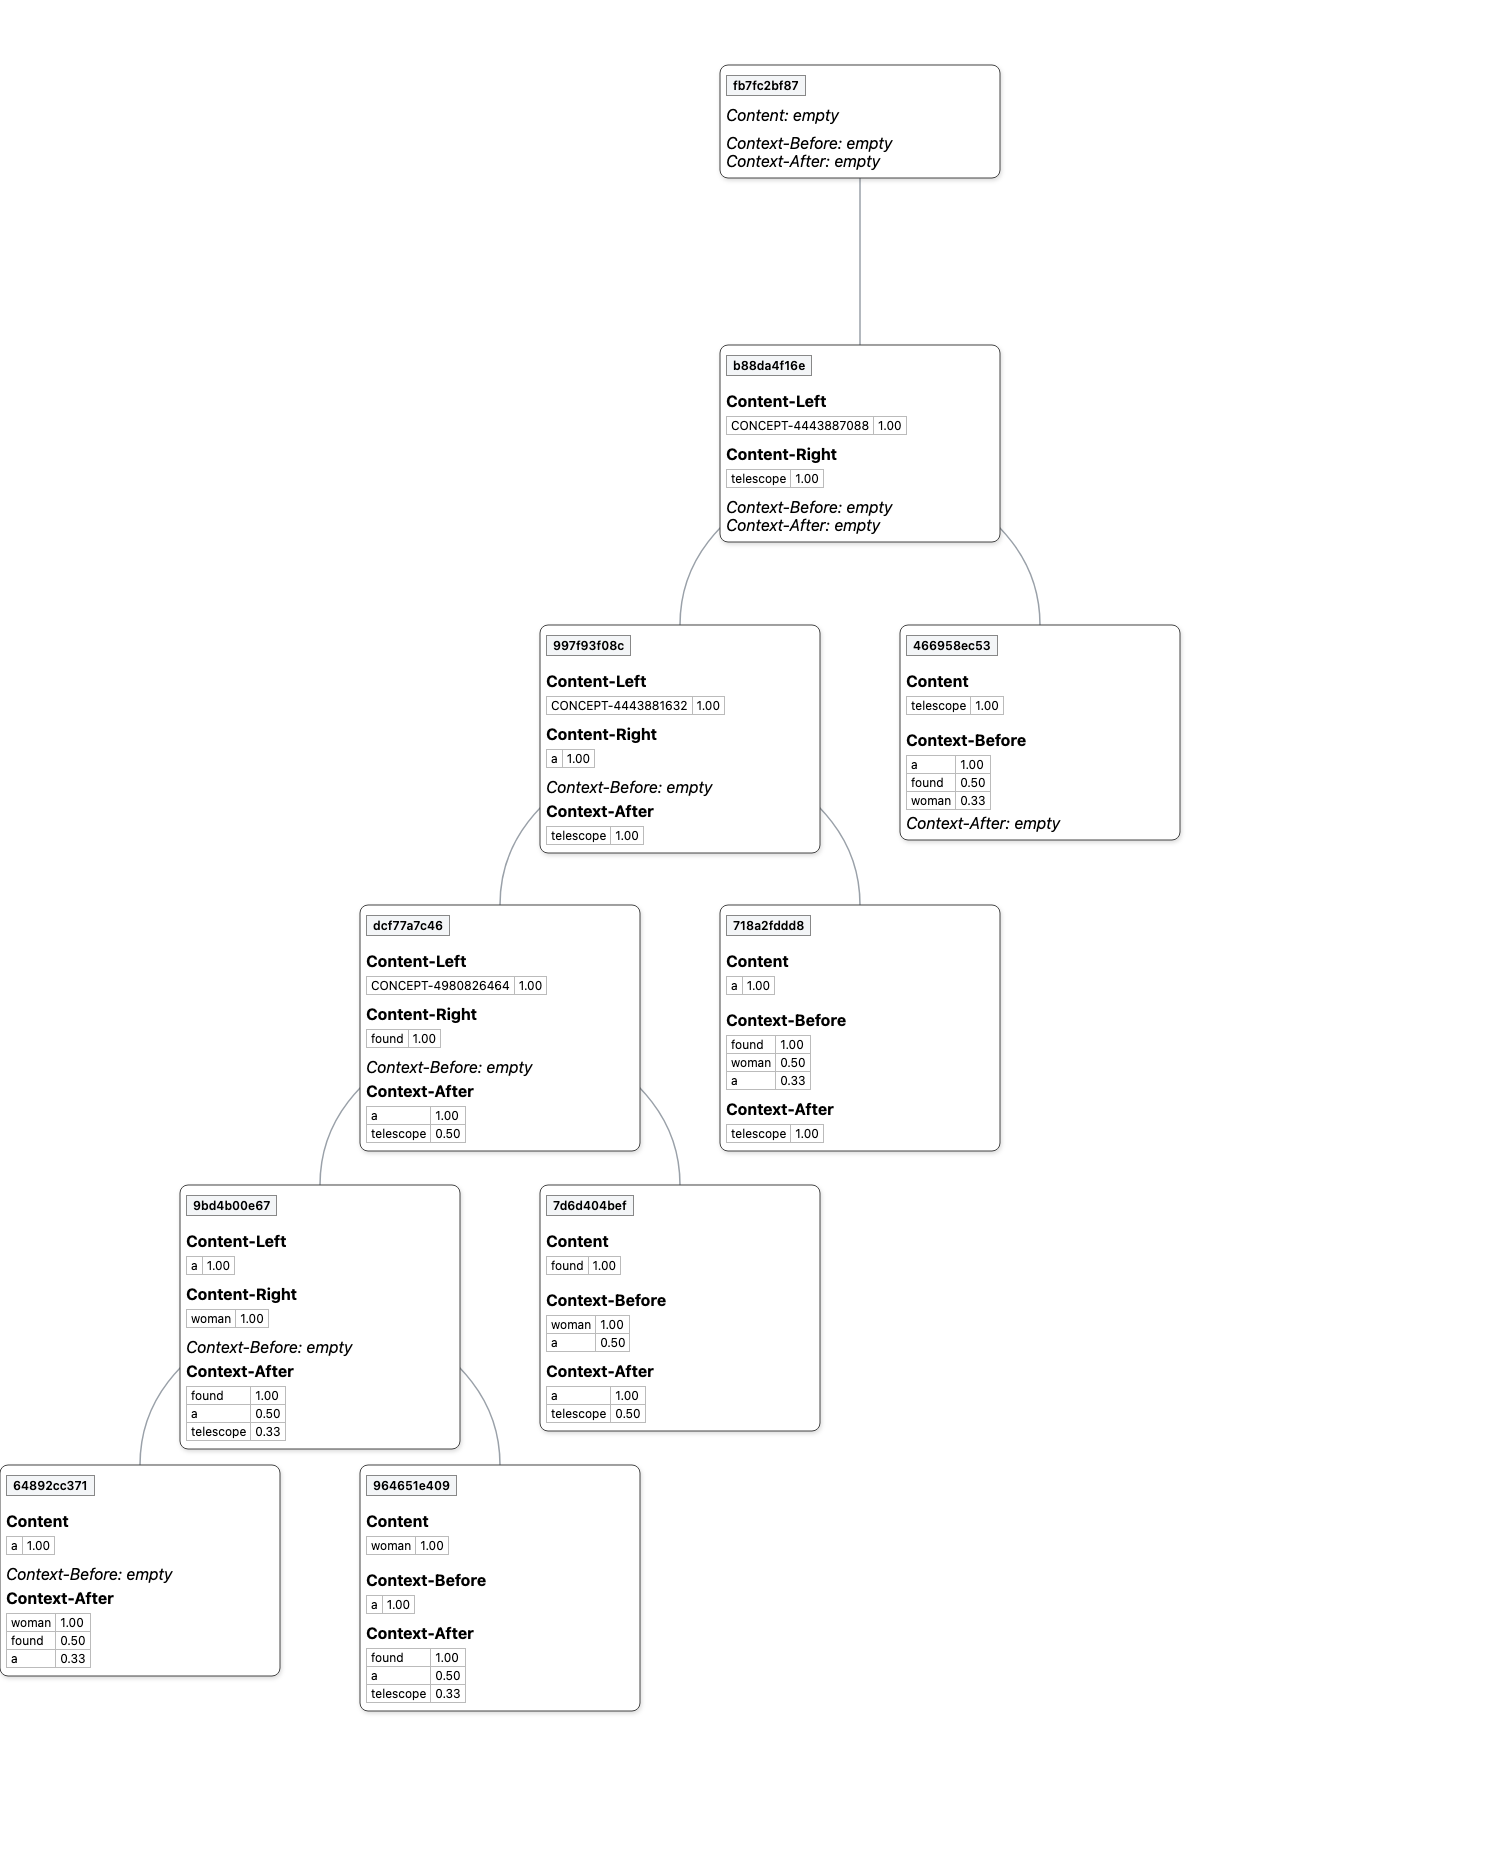 fb7fc2bf87
Content: empty
Context-Before: empty
Context-After: empty
b88da4f16e
Content-Left
CONCEPT-4443887088 1.00
Content-Right
telescope 1.00
Context-Before: empty
Context-After: empty
997f93f08c
Content-Left
CONCEPT-4443881632 1.00
Content-Right
a 1.00
Context-Before: empty
Context-After
telescope 1.00
466958ec53
Content
telescope 1.00
Context-Before
a 1.00
found 0.50
woman 0.33
Context-After: empty
dcf77a7c46
Content-Left
CONCEPT-4980826464 1.00
Content-Right
found 1.00
Context-Before: empty
Context-After
a 1.00
telescope 0.50
718a2fddd8
Content
a 1.00
Context-Before
found 1.00
woman 0.50
a 0.33
Context-After
telescope 1.00
9bd4b00e67
Content-Left
a 1.00
Content-Right
woman 1.00
Context-Before: empty
Context-After
found 1.00
a 0.50
telescope 0.33
7d6d404bef
Content
found 1.00
Context-Before
woman 1.00
a 0.50
Context-After
a 1.00
telescope 0.50
64892cc371
Content
a 1.00
Context-Before: empty
Context-After
woman 1.00
found 0.50
a 0.33
964651e409
Content
woman 1.00
Context-Before
a 1.00
Context-After
found 1.00
a 0.50
telescope 0.33